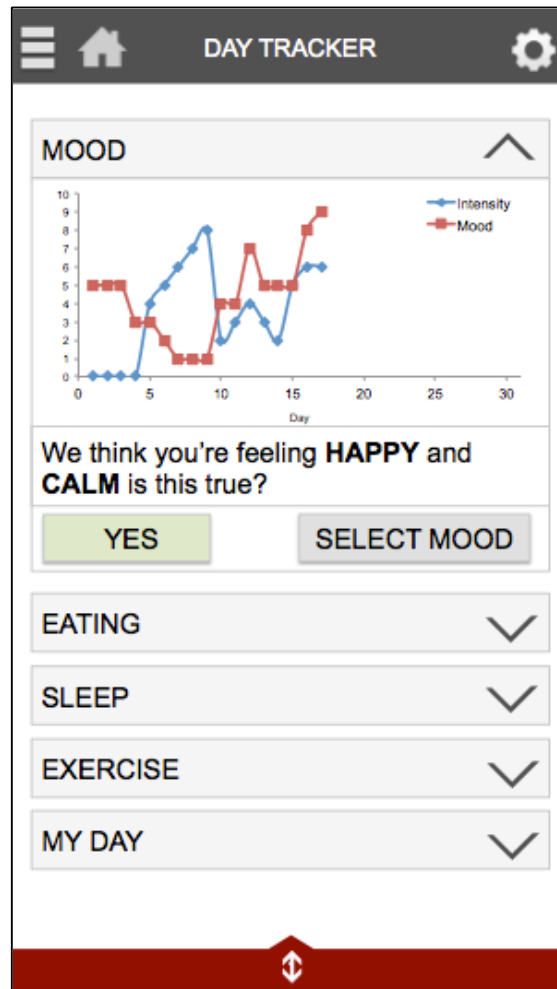 DAY TRACKER
MOOD
10
9
8
7
6
5
4
3
2
1
0
0 5 10 15 20 25 30
Day
Intensity
Mood
We think you're feeling HAPPY and
CALM is this true?
YES SELECT MOOD
EATING
SLEEP
EXERCISE
MY DAY